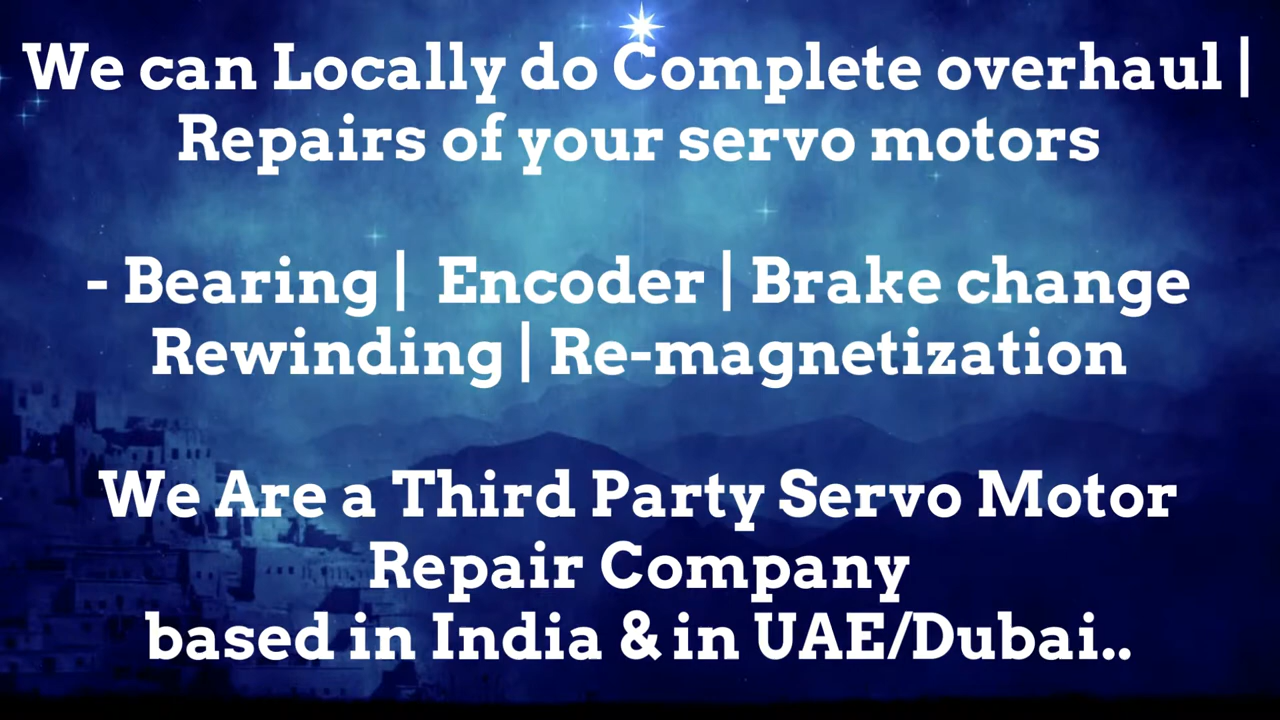 We can Locally do Complete overhaul |
Repairs of your servo motors
- Bearing | Encoder | Brake change
Rewinding | Re-magnetization
We Are a Third Party Servo Motor
Repair Company
based in India & in UAE/Dubai..